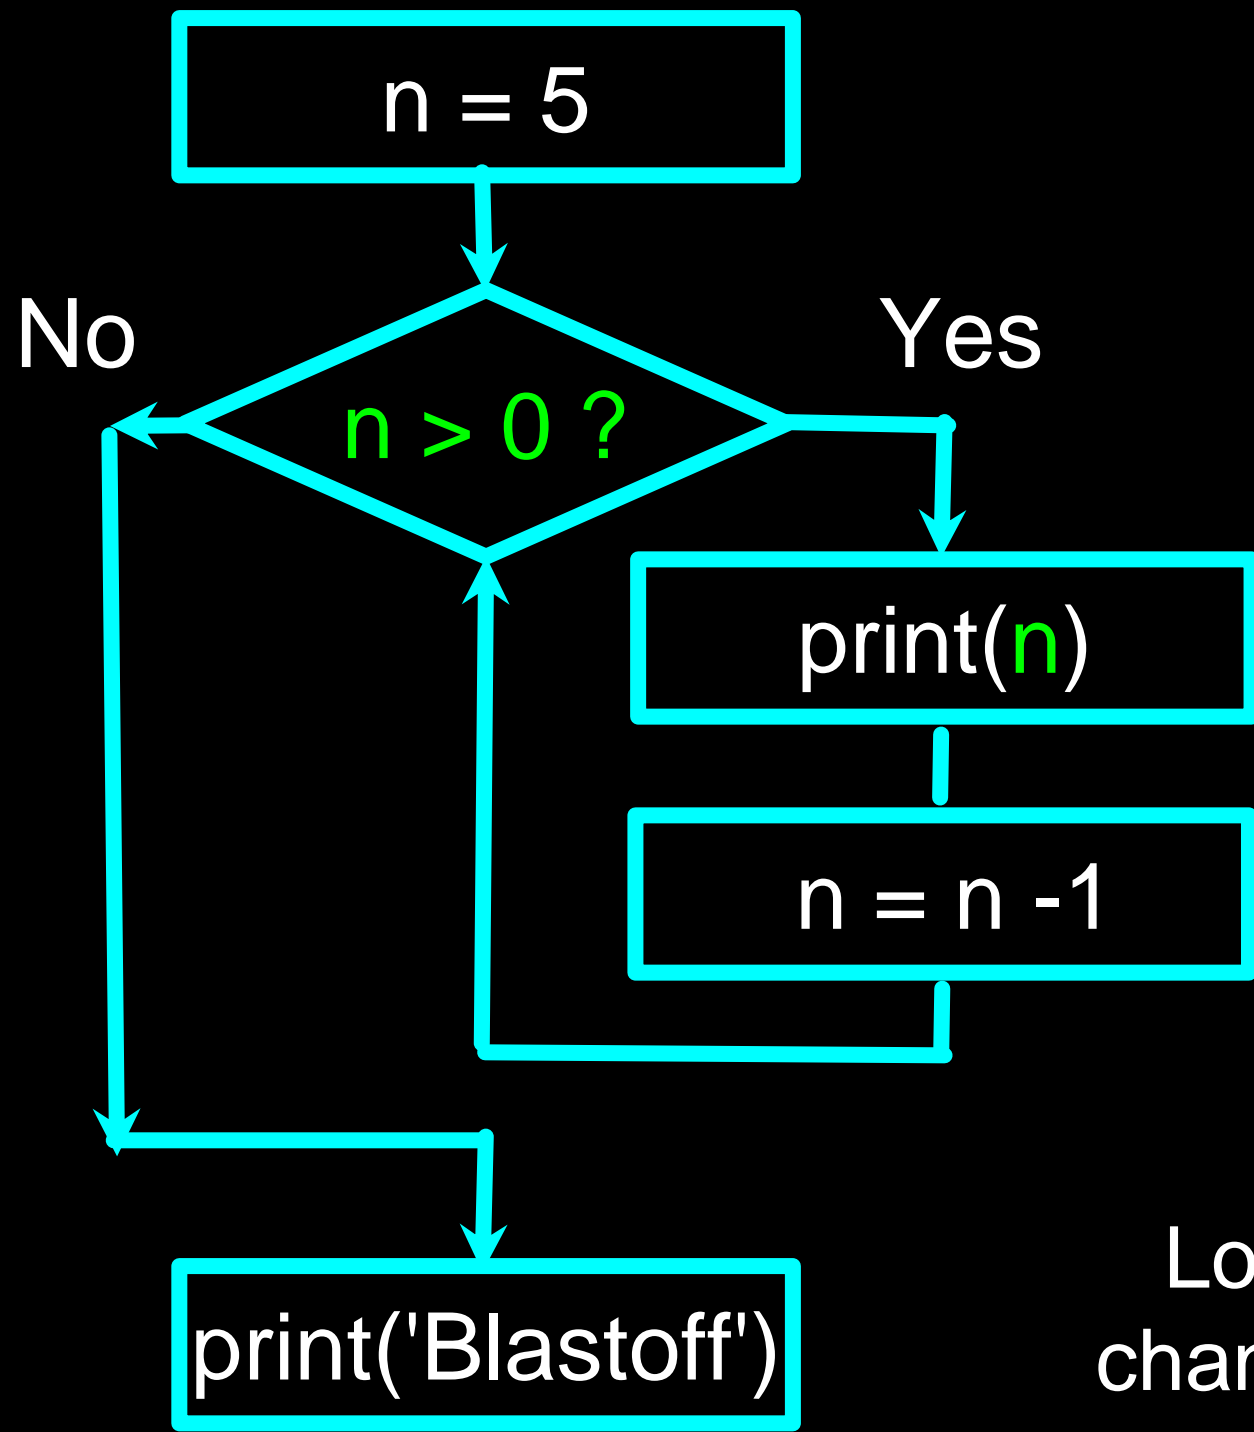 n = 5
No
Yes
n > 0 ?
print(n)
n = n -1
print('Blastoff')